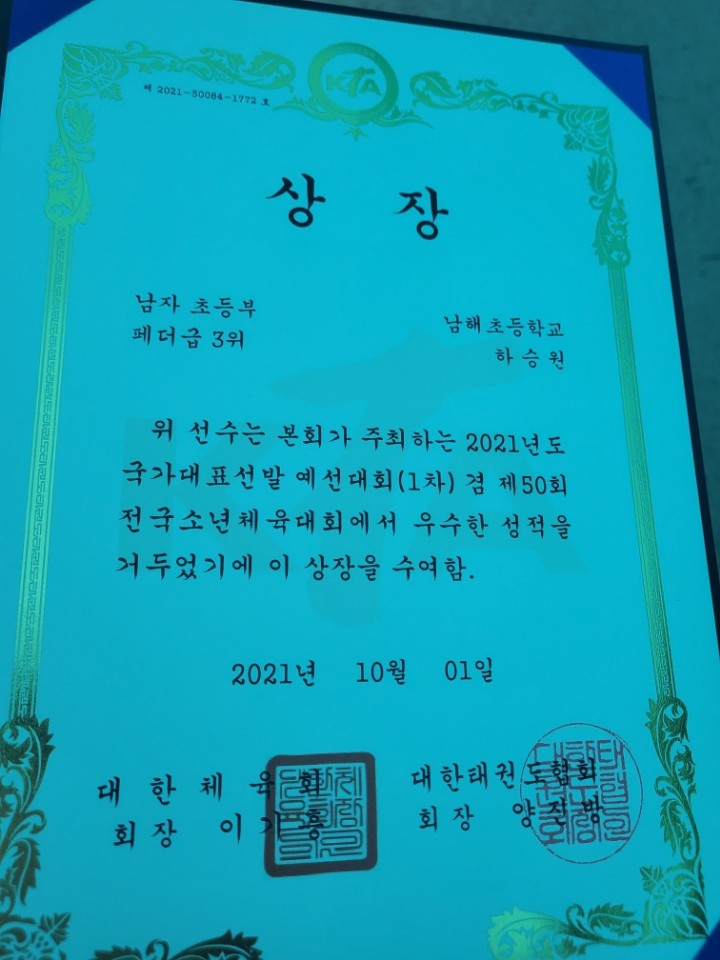 KTA
제 2021-50084-1772 호
상 장
남자 초등부
페더급 3위
남해초등학교
하승원
위 선수는 본회가 주최하는 2021년도
국가대표선발 예선대회(1차) 겸 제50회
전국소년체육대회에서 우수한 성적을
거두었기에 이 상장을 수여함.
2021년 10월 01일
대한체육회
회장 이기흥
대한태권도협회
회장 양진방